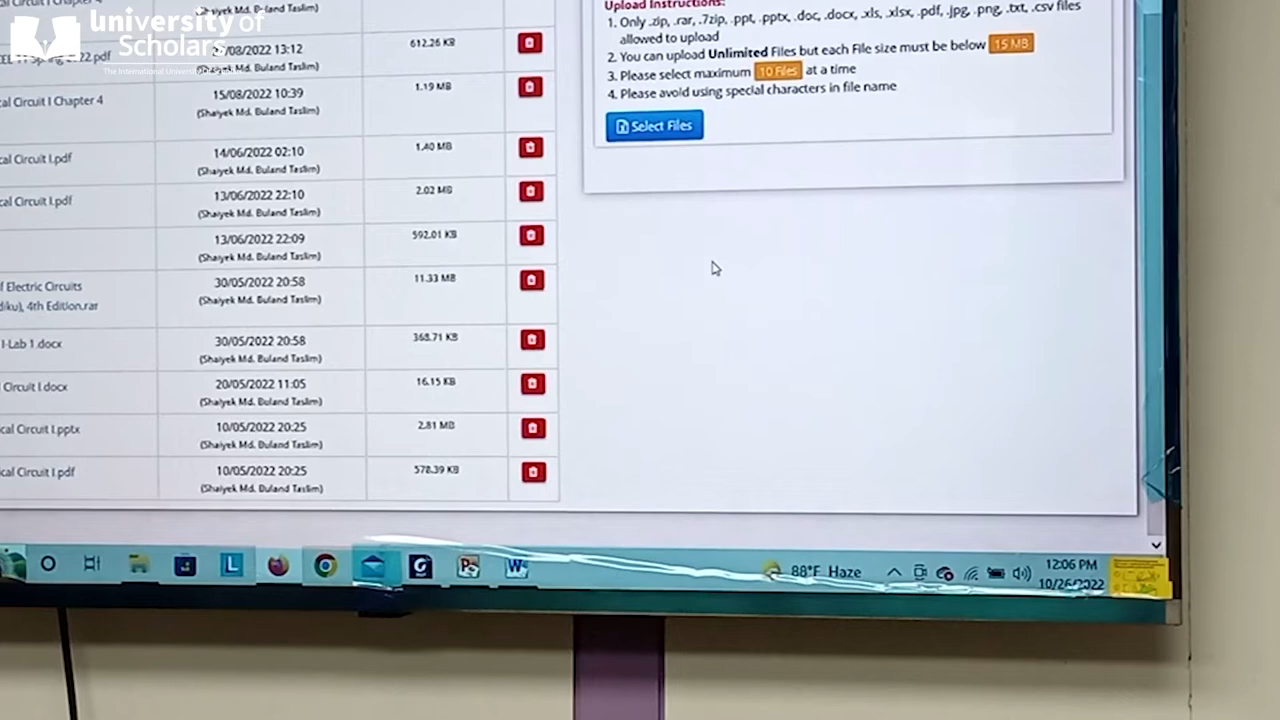 University of
Scholars
cal Circuit I Chapter 4
(Shaiyek Md. Buland Taslim)
22.pdf
/08/2022 13:12
(Shaiyek Md. Buland Taslim)
612.26 KB
cal Circuit I Chapter 4
15/08/2022 10:39
(Shaiyek Md. Buland Taslim)
1.19 MB
cal Circuit I.pdf
14/06/2022 02:10
(Shaiyek Md. Buland Taslim)
1.40 MB
cal Circuit I.pdf
13/06/2022 22:10
(Shaiyek Md. Buland Taslim)
2.02 MB
13/06/2022 22:09
(Shaiyek Md. Buland Taslim)
592.01 KB
f Electric Circuits
diku), 4th Edition.rar
30/05/2022 20:58
(Shaiyek Md. Buland Taslim)
11.33 MB
I-Lab 1.docx
30/05/2022 20:58
(Shaiyek Md. Buland Taslim)
368.71 KB
Circuit I.docx
20/05/2022 11:05
(Shaiyek Md. Buland Taslim)
16.15 KB
cal Circuit I.pptx
10/05/2022 20:25
(Shaiyek Md. Buland Taslim)
2.81 MB
cal Circuit I.pdf
10/05/2022 20:25
(Shaiyek Md. Buland Taslim)
578.39 KB
Upload Instructions:
1. Only .zip, .rar, .7zip, .ppt, .pptx, .doc, .docx, .xls, .xlsx, .pdf, .jpg, .png, .txt, .csv files
allowed to upload
2. You can upload Unlimited Files but each File size must be below 15 MB
3. Please select maximum 10 Files at a time
4. Please avoid using special characters in file name
Select Files
88°F Haze
12:06 PM
10/26/2022